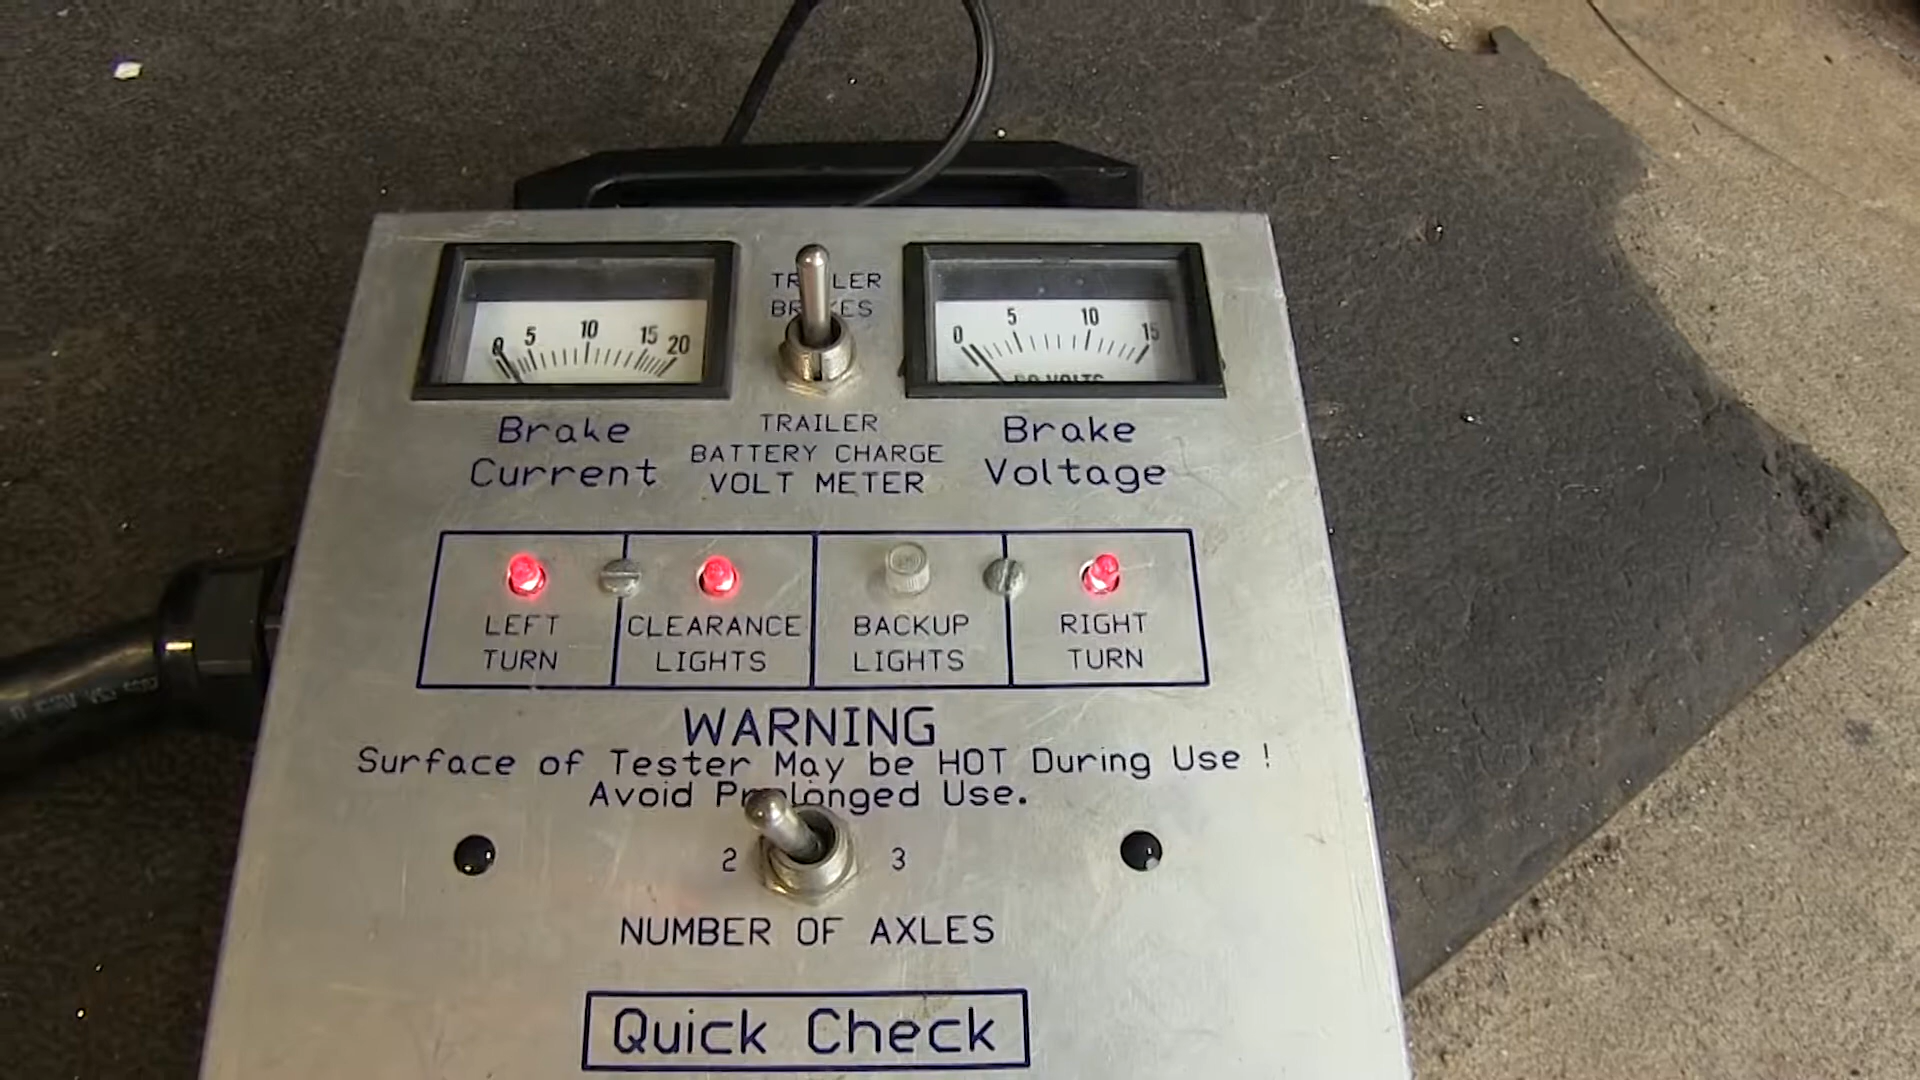 TRAILER
BRAKES
0 5 10 15 20
0 5 10 15
DC VOLTS
Brake
Current
TRAILER
BATTERY CHARGE
VOLT METER
Brake
Voltage
LEFT
TURN
CLEARANCE
LIGHTS
BACKUP
LIGHTS
RIGHT
TURN
WARNING
Surface of Tester May be HOT During Use !
Avoid Prolonged Use.
2 3
NUMBER OF AXLES
Quick Check